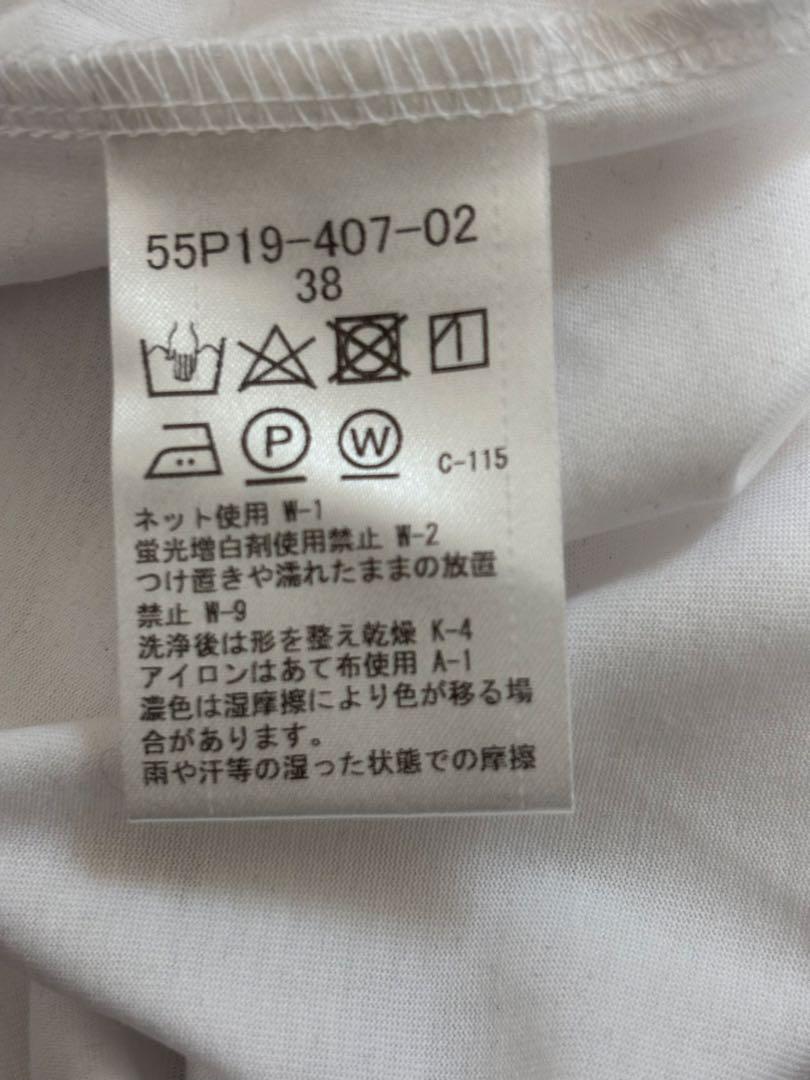 55P19-407-02
38
P W C-115
ネット使用 W-1
蛍光増白剤使用禁止 W-2
つけ置きや濡れたままの放置
禁止 W-9
洗浄後は形を整え乾燥 K-4
アイロンはあて布使用 A-1
濃色は湿摩擦により色が移る場
合があります。
雨や汗等の湿った状態での摩擦